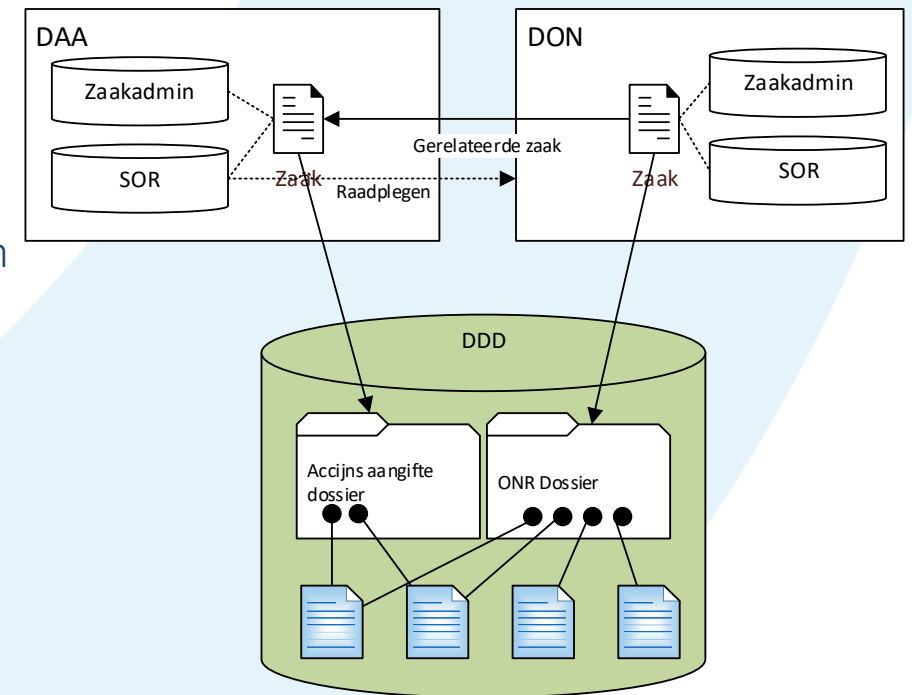 DAA
DON
Zaakadmin
Zaakadmin
Gerelateerde zaak
SOR
Zaak
Raadplegen
Zaak
SOR
n
DDD
Accijns aangifte
dossier
ONR Dossier